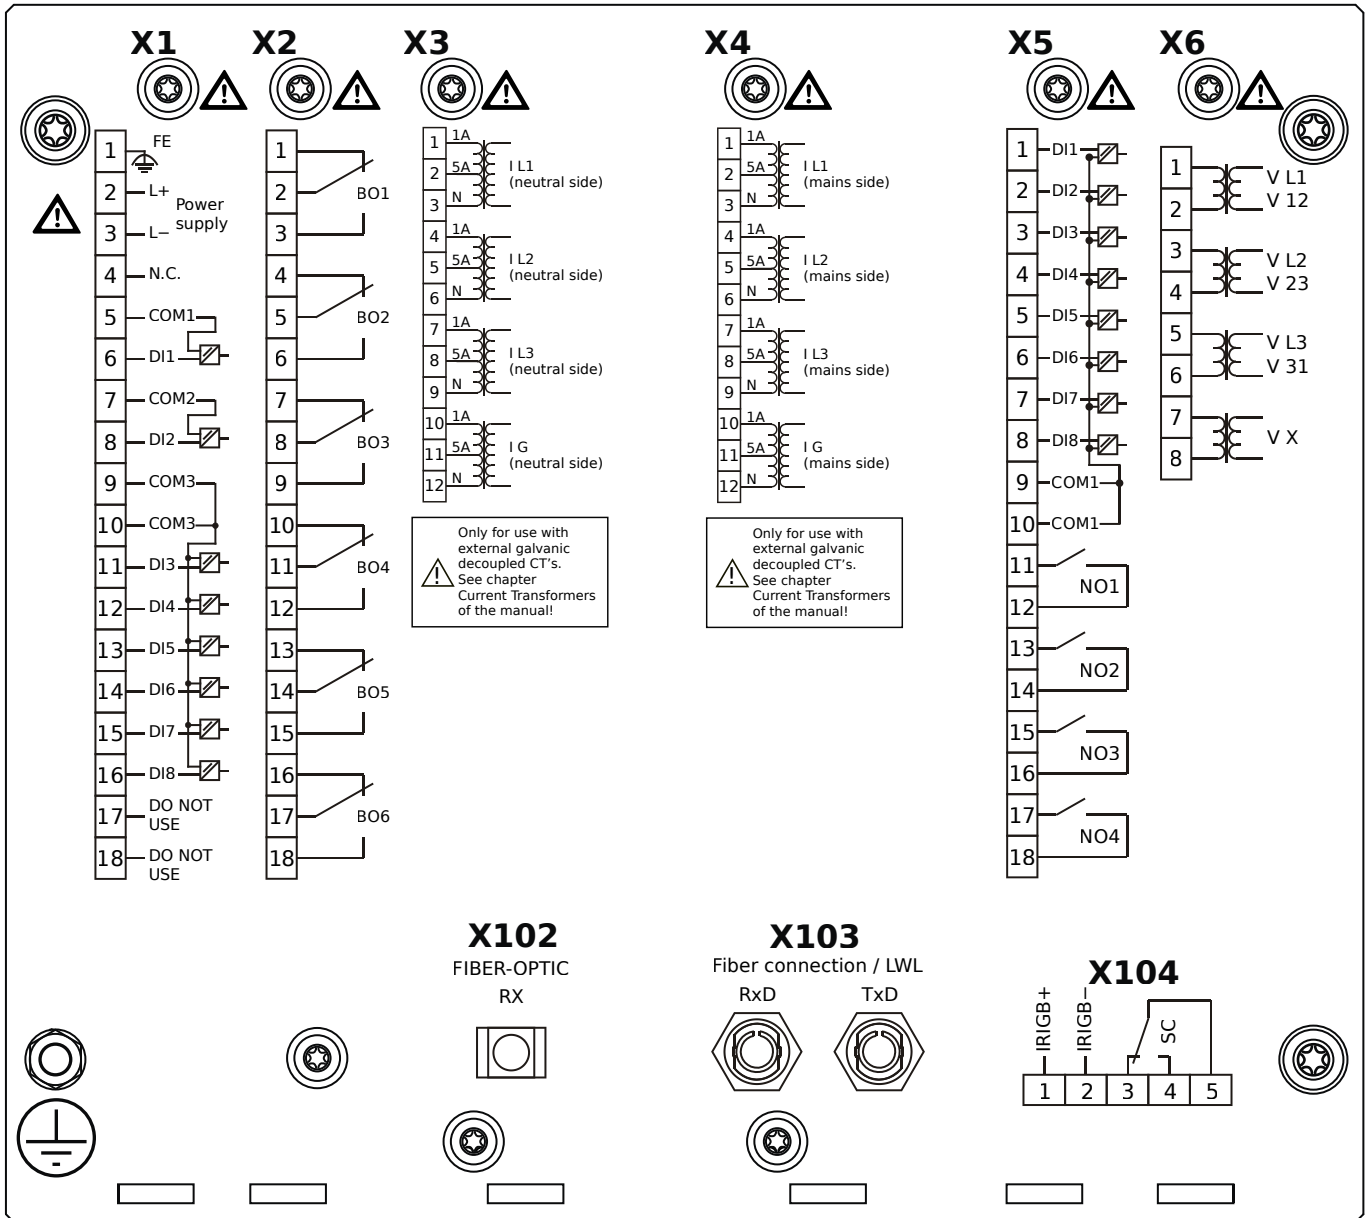 X1
1 FE
2 L+
Power
supply
3 L−
4 N.C.
5 COM1
6 DI1
7 COM2
8 DI2
9 COM3
10 COM3
11 DI3
12 DI4
13 DI5
14 DI6
15 DI7
16 DI8
17 DO NOT
USE
18 DO NOT
USE
X2
1
2 BO1
3
4
5 BO2
6
7
8 BO3
9
10
11 BO4
12
13
14 BO5
15
16
17 BO6
18
X3
1 1A
2 5A I L1
(neutral side)
3 N
4 1A
5 5A I L2
(neutral side)
6 N
7 1A
8 5A I L3
(neutral side)
9 N
10 1A
11 5A I G
(neutral side)
12 N
Only for use with
external galvanic
decoupled CT's.
See chapter
Current Transformers
of the manual!
X4
1 1A
2 5A I L1
(mains side)
3 N
4 1A
5 5A I L2
(mains side)
6 N
7 1A
8 5A I L3
(mains side)
9 N
10 1A
11 5A I G
(mains side)
12 N
Only for use with
external galvanic
decoupled CT's.
See chapter
Current Transformers
of the manual!
X5
1 DI1
2 DI2
3 DI3
4 DI4
5 DI5
6 DI6
7 DI7
8 DI8
9 COM1
10 COM1
11
NO1
12
13
NO2
14
15
NO3
16
17
NO4
18
X6
1 V L1
2 V 12
3 V L2
4 V 23
5 V L3
6 V 31
7
V X
8
X102
FIBER-OPTIC
RX
X103
Fiber connection / LWL
RxD TxD
X104
IRIGB+ IRIGB− SC
1 2 3 4 5